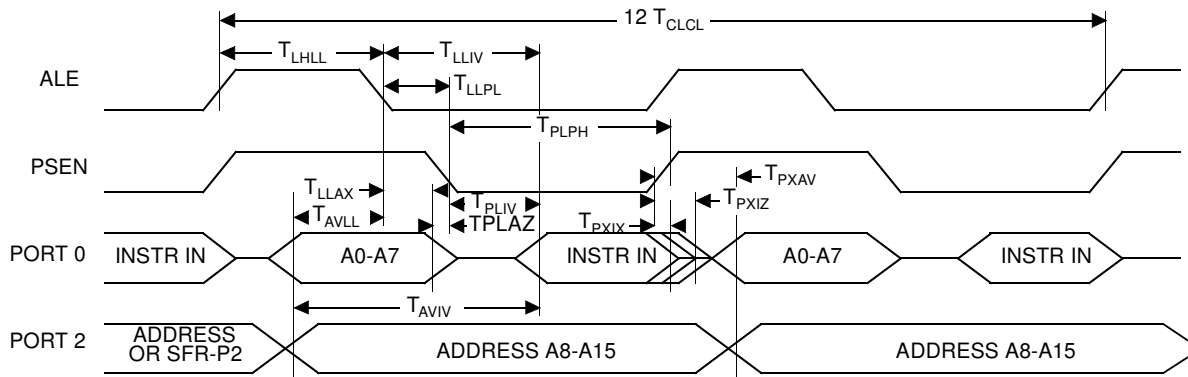 12 TCLCL
TLHLL TLLIV
ALE
TLLPL
TPLPH
PSEN
TLLAX TPXAV
TPLIV TPXIZ
TAVLL TPLAZ TPXIX
PORT 0 INSTR IN A0-A7 INSTR IN A0-A7 INSTR IN
TAVIV
PORT 2 ADDRESS OR SFR-P2 ADDRESS A8-A15 ADDRESS A8-A15